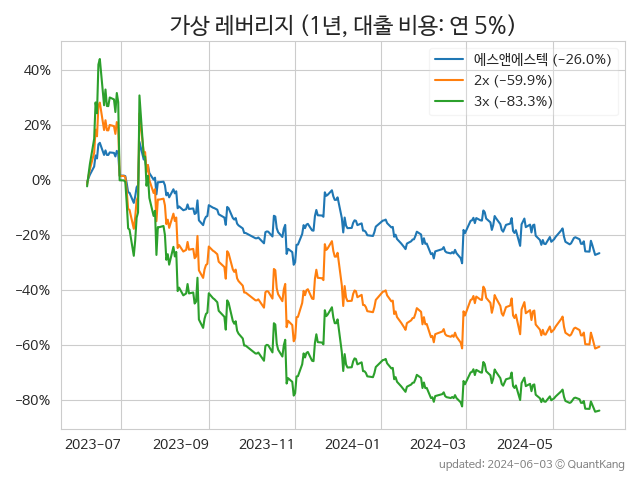 가상 레버리지 (1년, 대출 비용: 연 5%)
에스앤에스텍 (−26.0%)
2x (−59.9%)
3x (−83.3%)
40%
20%
0%
−20%
−40%
−60%
−80%
2023-07 2023-09 2023-11 2024-01 2024-03 2024-05
updated: 2024-06-03 © QuantKang